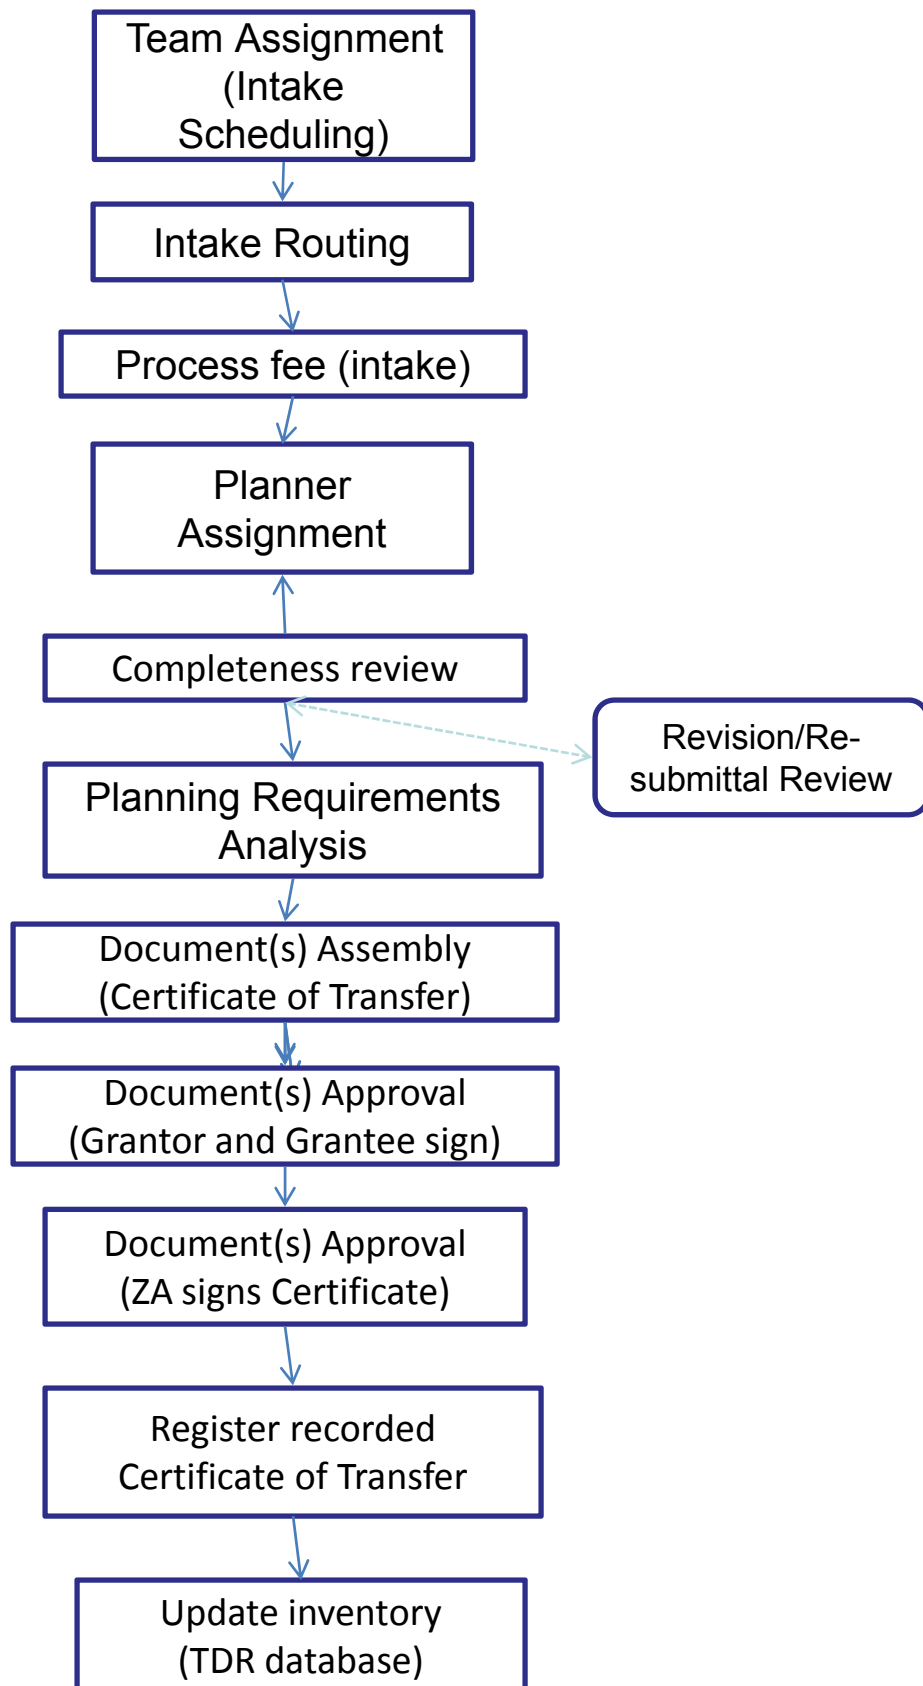 Team Assignment
(Intake
Scheduling)
Intake Routing
Process fee (intake)
Planner
Assignment
Completeness review
Revision/Re-
submittal Review
Planning Requirements
Analysis
Document(s) Assembly
(Certificate of Transfer)
Document(s) Approval
(Grantor and Grantee sign)
Document(s) Approval
(ZA signs Certificate)
Register recorded
Certificate of Transfer
Update inventory
(TDR database)